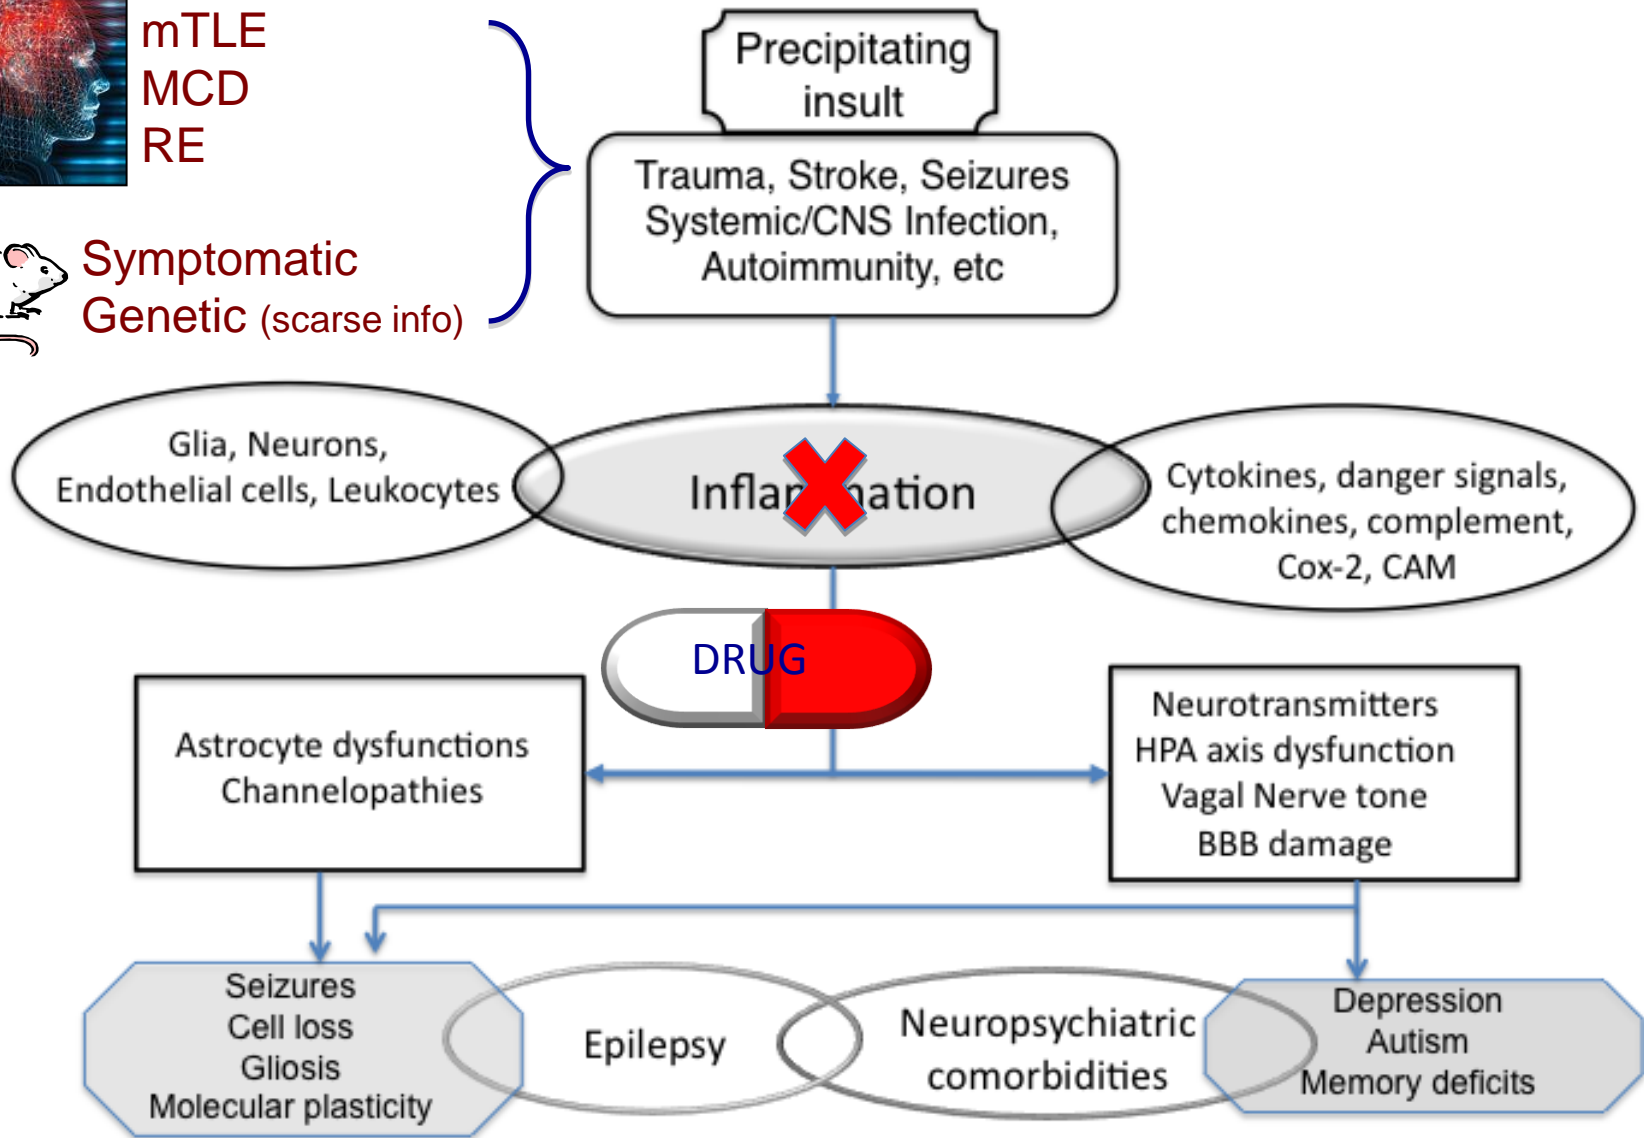 mTLE
MCD
RE
Symptomatic
Genetic (scarse info)
Precipitating
insult
Trauma, Stroke, Seizures
Systemic/CNS Infection,
Autoimmunity, etc
Glia, Neurons,
Endothelial cells, Leukocytes
Inflammation
Cytokines, danger signals,
chemokines, complement,
Cox-2, CAM
DRUG
Astrocyte dysfunctions
Channelopathies
Neurotransmitters
HPA axis dysfunction
Vagal Nerve tone
BBB damage
Seizures
Cell loss
Gliosis
Molecular plasticity
Epilepsy
Neuropsychiatric
comorbidities
Depression
Autism
Memory deficits